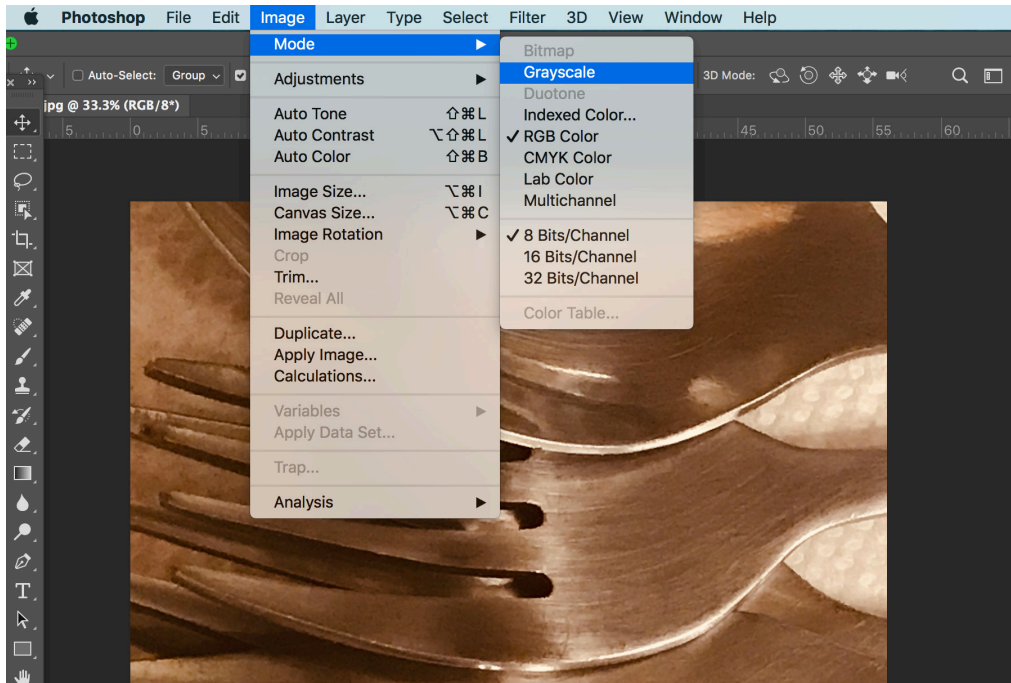 Photoshop File Edit Image Layer Type Select Filter 3D View Window Help
Auto-Select: Group
3D Mode:
jpg @ 33.3% (RGB/8*)
5 0 5 45 50 55 60
Mode
Adjustments
Auto Tone ⇧⌘L
Auto Contrast ⌥⇧⌘L
Auto Color ⇧⌘B
Image Size... ⌥⌘I
Canvas Size... ⌥⌘C
Image Rotation
Crop
Trim...
Reveal All
Duplicate...
Apply Image...
Calculations...
Variables
Apply Data Set...
Trap...
Analysis
Bitmap
Grayscale
Duotone
Indexed Color...
RGB Color
CMYK Color
Lab Color
Multichannel
8 Bits/Channel
16 Bits/Channel
32 Bits/Channel
Color Table...